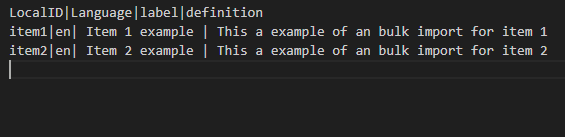 LocalID|Language|label|definition
item1|en| Item 1 example | This a example of an bulk import for item 1
item2|en| Item 2 example | This a example of an bulk import for item 2